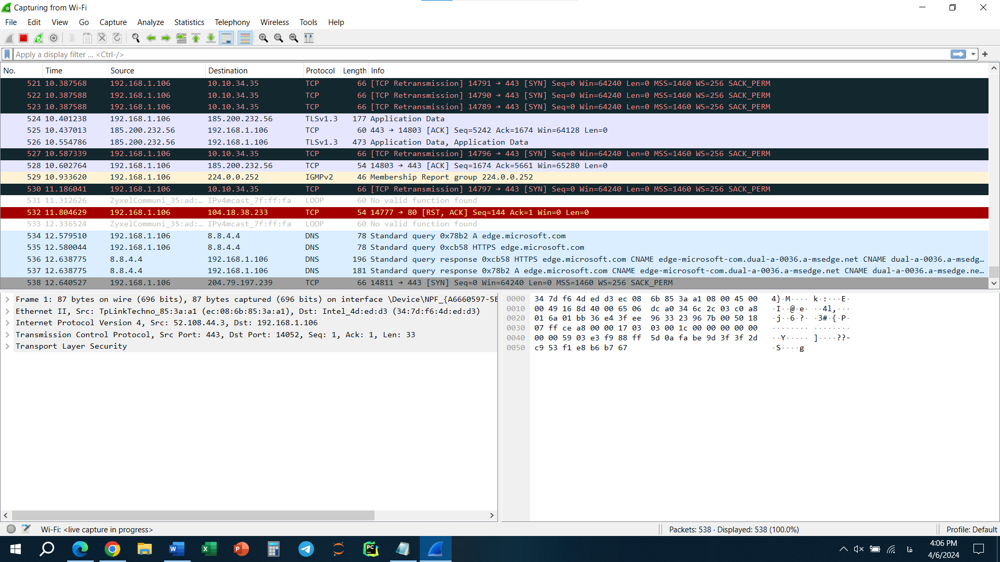 Capturing from Wi-Fi
File Edit View Go Capture Analyze Statistics Telephony Wireless Tools Help
Apply a display filter ... <Ctrl-/>
No. Time Source Destination Protocol Length Info
521 10.387568 192.168.1.106 10.10.34.35 TCP 66 [TCP Retransmission] 14791 → 443 [SYN] Seq=0 Win=64240 Len=0 MSS=1460 WS=256 SACK_PERM
522 10.387588 192.168.1.106 10.10.34.35 TCP 66 [TCP Retransmission] 14790 → 443 [SYN] Seq=0 Win=64240 Len=0 MSS=1460 WS=256 SACK_PERM
523 10.387588 192.168.1.106 10.10.34.35 TCP 66 [TCP Retransmission] 14789 → 443 [SYN] Seq=0 Win=64240 Len=0 MSS=1460 WS=256 SACK_PERM
524 10.401238 192.168.1.106 185.200.232.56 TLSv1.3 177 Application Data
525 10.437013 185.200.232.56 192.168.1.106 TCP 60 443 → 14803 [ACK] Seq=5242 Ack=1674 Win=64128 Len=0
526 10.554786 185.200.232.56 192.168.1.106 TLSv1.3 473 Application Data, Application Data
527 10.587339 192.168.1.106 10.10.34.35 TCP 66 [TCP Retransmission] 14796 → 443 [SYN] Seq=0 Win=64240 Len=0 MSS=1460 WS=256 SACK_PERM
528 10.602764 192.168.1.106 185.200.232.56 TCP 54 14803 → 443 [ACK] Seq=1674 Ack=5661 Win=65280 Len=0
529 10.933620 192.168.1.106 224.0.0.252 IGMPv2 46 Membership Report group 224.0.0.252
530 11.186041 192.168.1.106 10.10.34.35 TCP 66 [TCP Retransmission] 14797 → 443 [SYN] Seq=0 Win=64240 Len=0 MSS=1460 WS=256 SACK_PERM
531 11.312626 ZyxelCommuni_35:ad:… IPv4mcast_7f:ff:fa LOOP 60 No valid function found
532 11.804629 192.168.1.106 104.18.38.233 TCP 54 14777 → 80 [RST, ACK] Seq=144 Ack=1 Win=0 Len=0
533 12.336524 ZyxelCommuni_35:ad:… IPv4mcast_7f:ff:fa LOOP 60 No valid function found
534 12.579510 192.168.1.106 8.8.4.4 DNS 78 Standard query 0x78b2 A edge.microsoft.com
535 12.580044 192.168.1.106 8.8.4.4 DNS 78 Standard query 0xcb58 HTTPS edge.microsoft.com
536 12.638775 8.8.4.4 192.168.1.106 DNS 196 Standard query response 0xcb58 HTTPS edge.microsoft.com CNAME edge-microsoft-com.dual-a-0036.a-msedge.net CNAME dual-a-0036.a-msedg…
537 12.638775 8.8.4.4 192.168.1.106 DNS 181 Standard query response 0x78b2 A edge.microsoft.com CNAME edge-microsoft-com.dual-a-0036.a-msedge.net CNAME dual-a-0036.a-msedge.ne…
538 12.640527 192.168.1.106 204.79.197.239 TCP 66 14811 → 443 [SYN] Seq=0 Win=64240 Len=0 MSS=1460 WS=256 SACK_PERM
Frame 1: 87 bytes on wire (696 bits), 87 bytes captured (696 bits) on interface \Device\NPF_{A6660597-5E
Ethernet II, Src: TpLinkTechno_85:3a:a1 (ec:08:6b:85:3a:a1), Dst: Intel_4d:ed:d3 (34:7d:f6:4d:ed:d3)
Internet Protocol Version 4, Src: 52.108.44.3, Dst: 192.168.1.106
Transmission Control Protocol, Src Port: 443, Dst Port: 14052, Seq: 1, Ack: 1, Len: 33
Transport Layer Security
0000 34 7d f6 4d ed d3 ec 08 6b 85 3a a1 08 00 45 00 4}·M···· k·:···E·
0010 00 49 16 8d 40 00 65 06 dc a0 34 6c 2c 03 c0 a8 ·I··@·e· ··4l,···
0020 01 6a 01 bb 36 e4 3f ee 96 33 23 96 7b 00 50 18 ·j··6·?· ·3#·{·P·
0030 07 ff ce a8 00 00 17 03 03 00 1c 00 00 00 00 00 ········ ········
0040 00 00 59 03 e3 f9 88 ff 5d 0a fa be 9d 3f 3f 2d ··Y····· ]····??-
0050 c9 53 f1 e8 b6 b7 67 ·S····g
Wi-Fi: <live capture in progress> Packets: 538 · Displayed: 538 (100.0%) Profile: Default
W X P PC فا 4:06 PM
4/6/2024